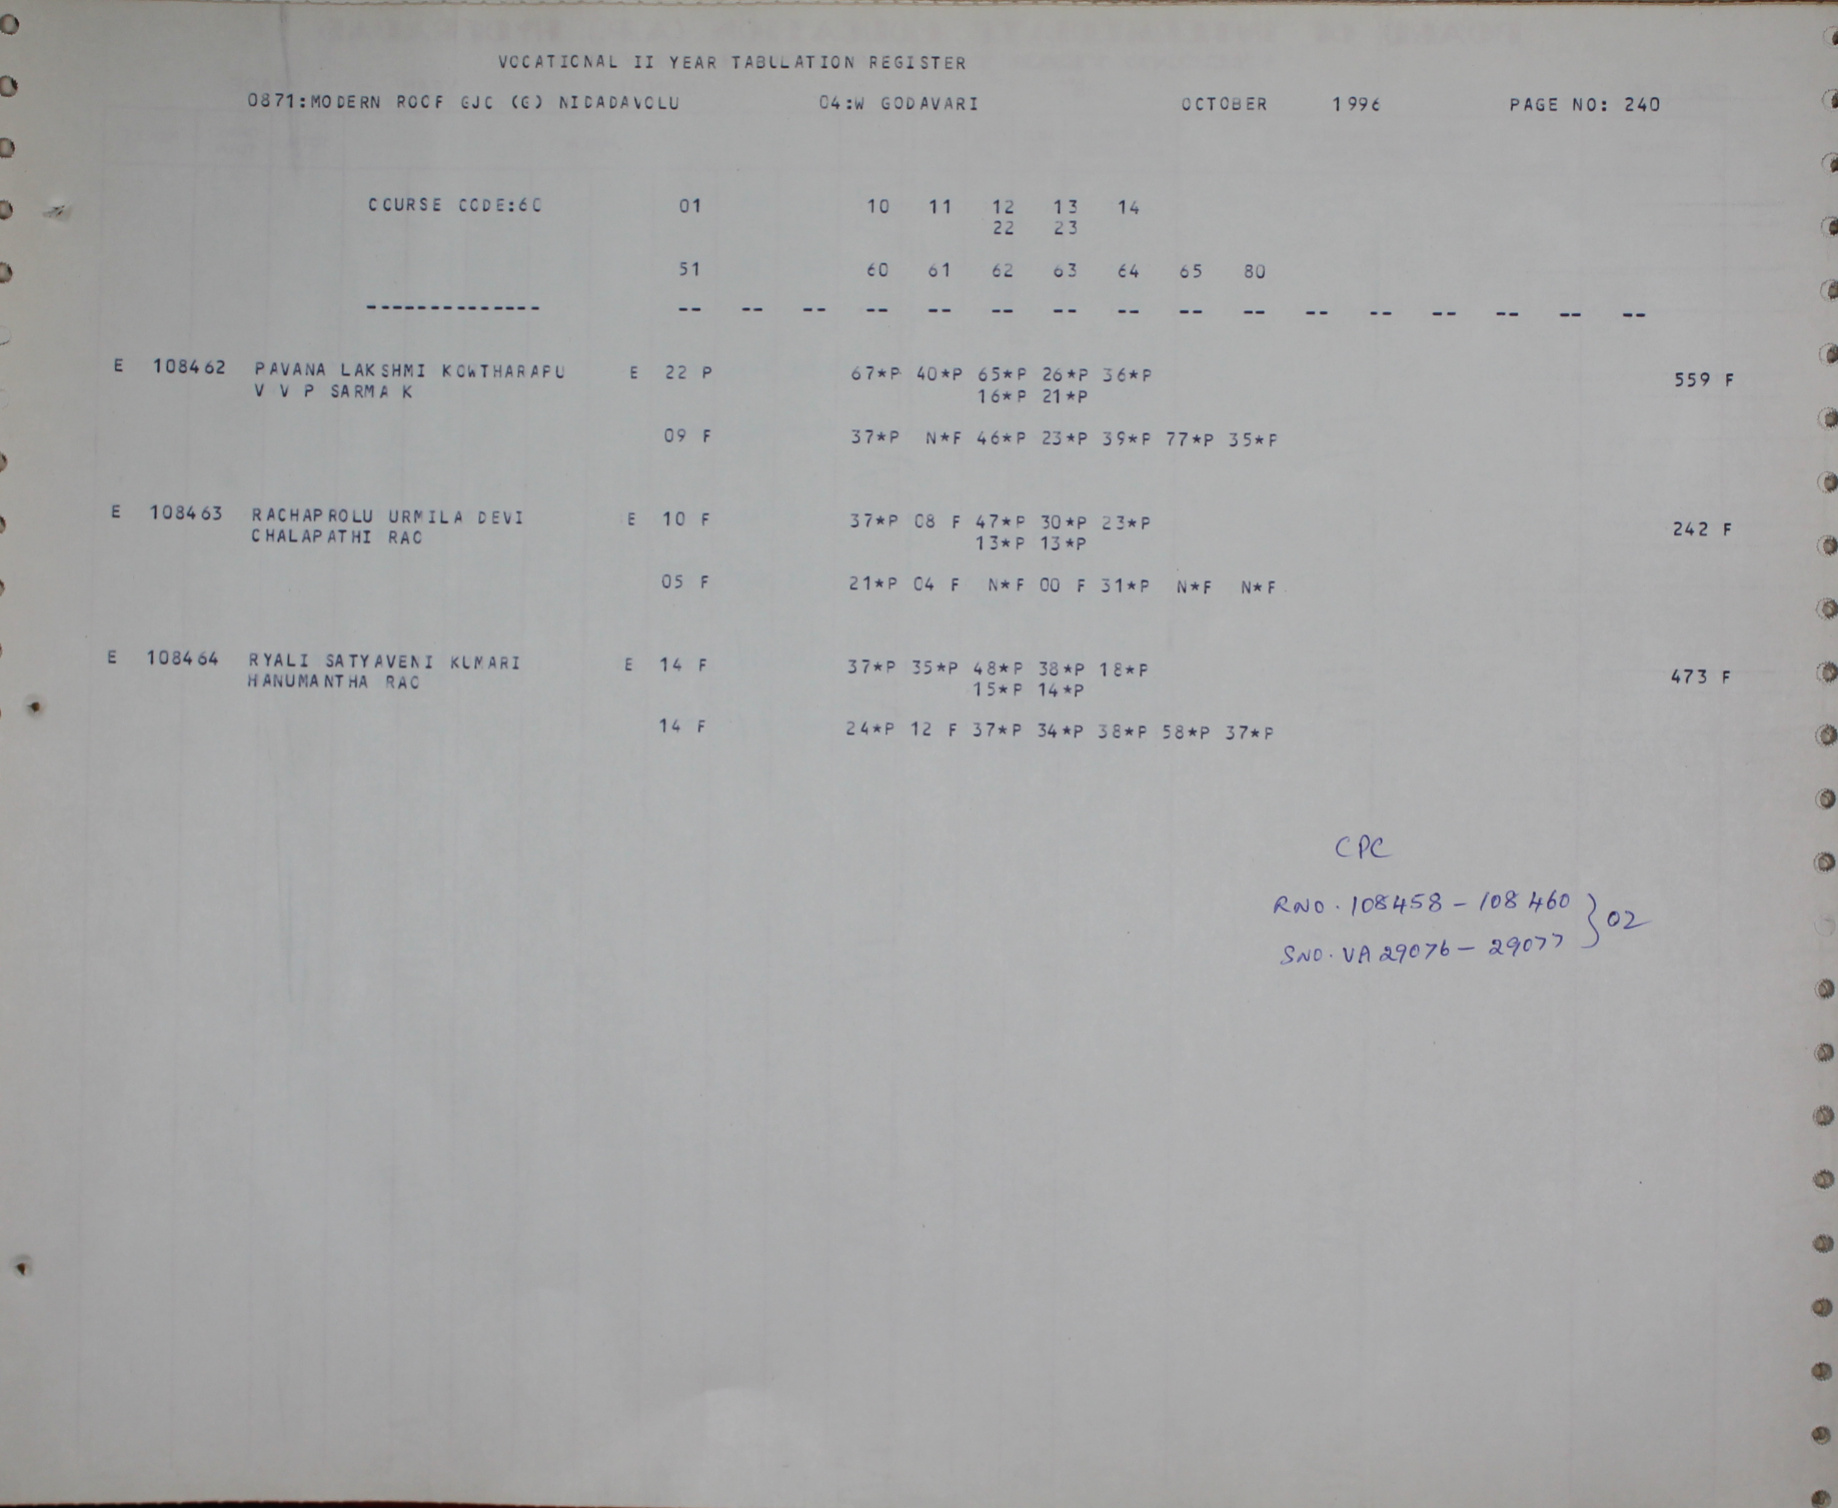 VOCATIONAL II YEAR TABULATION REGISTER
0871:MODERN ROOF GJC (G) NIDADAVOLU 04:W GODAVARI OCTOBER 1996 PAGE NO: 240
COURSE CODE:60 01 10 11 12 13 14
22 23
51 60 61 62 63 64 65 80
-------------- -- -- -- -- -- -- -- -- -- -- -- -- -- -- -- --
E 108462 PAVANA LAKSHMI KOWTHARAPU E 22 P 67*P 40*P 65*P 26*P 36*P 559 F
V V P SARMA K 16*P 21*P
09 F 37*P N*F 46*P 23*P 39*P 77*P 35*P
E 108463 RACHAPROLU URMILA DEVI E 10 F 37*P 08 F 47*P 30*P 23*P 242 F
CHALAPATHI RAO 13*P 13*P
05 F 21*P 04 F N*F 00 F 31*P N*F N*F
E 108464 RYALI SATYAVENI KUMARI E 14 F 37*P 35*P 48*P 38*P 18*P 473 F
HANUMANTHA RAO 15*P 14*P
14 F 24*P 12 F 37*P 34*P 38*P 58*P 37*P
CPC
RNO. 108458 - 108460 } 02
SNO. VA 29076 - 29077